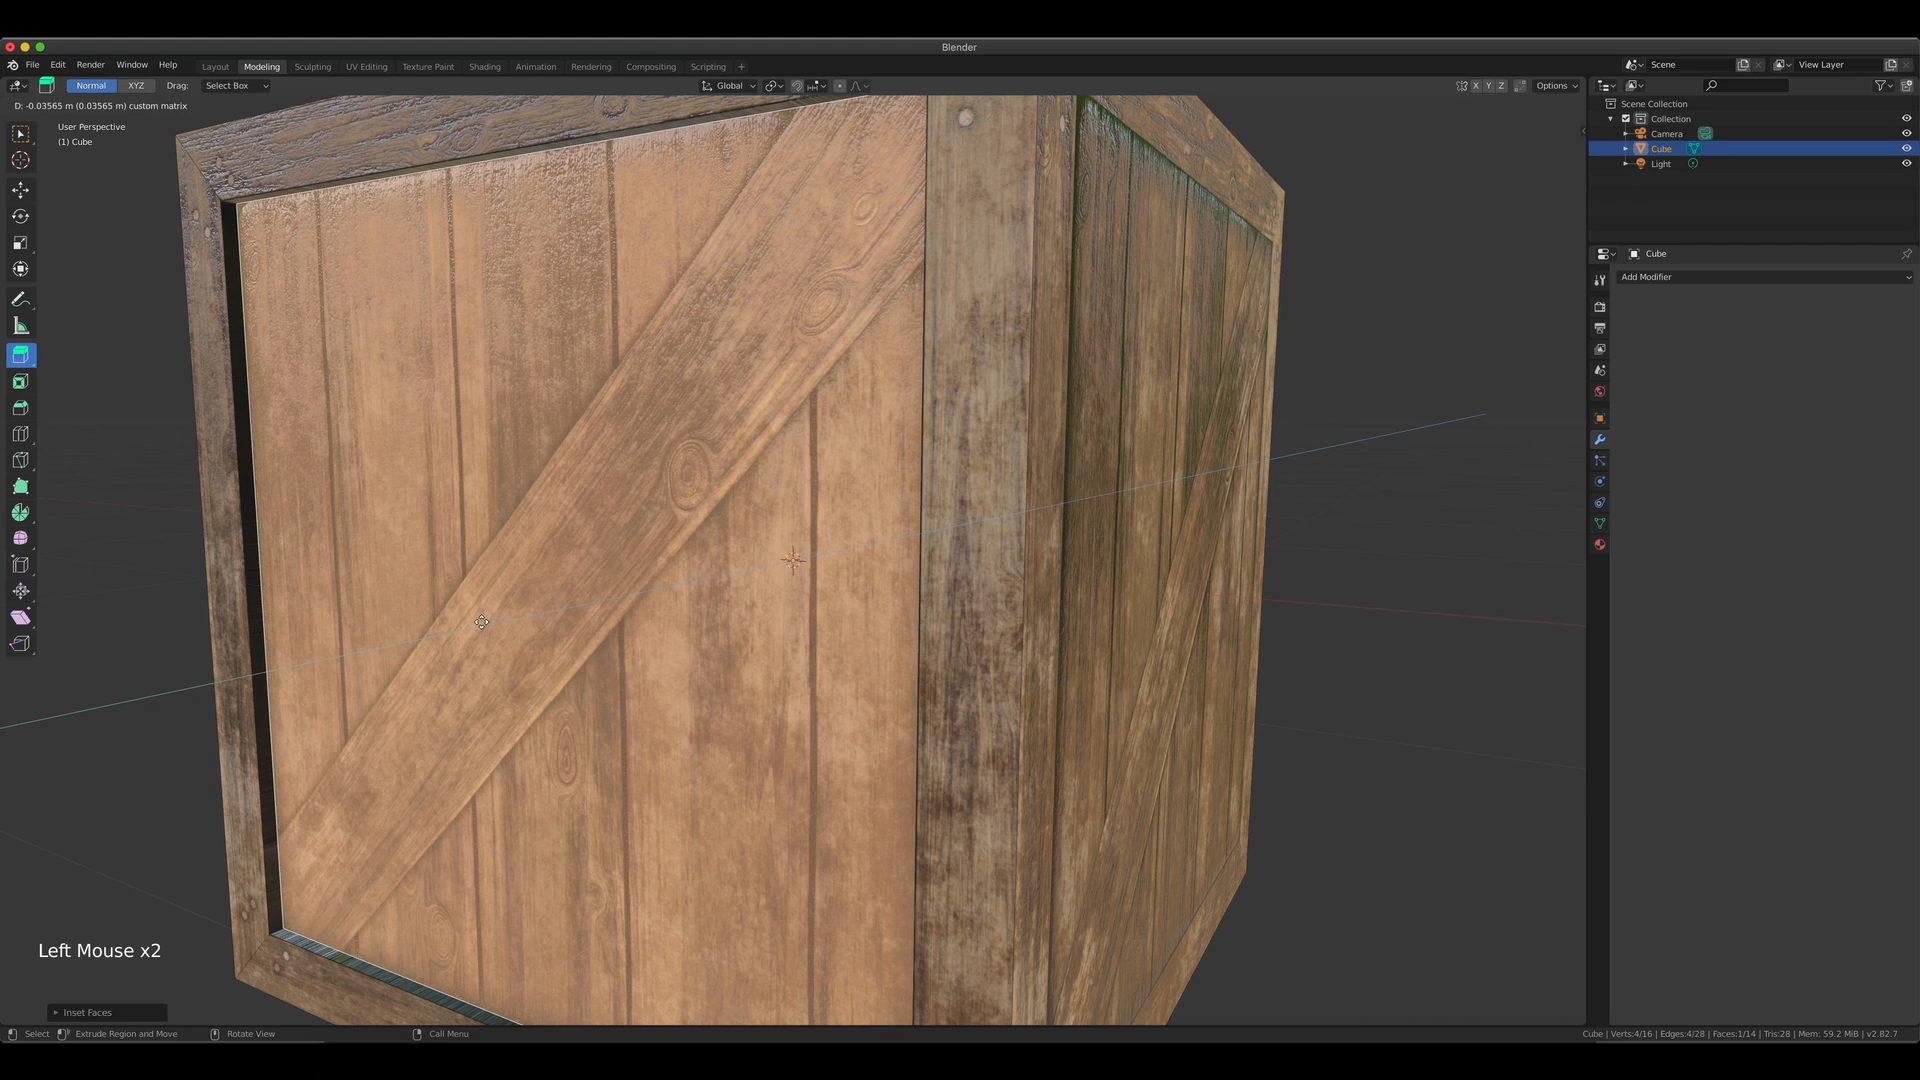 Blender
File Edit Render Window Help
Layout Modeling Sculpting UV Editing Texture Paint Shading Animation Rendering Compositing Scripting +
Scene
View Layer
Normal XYZ Drag: Select Box
Global
X Y Z
Options
D: -0.03565 m (0.03565 m) custom matrix
User Perspective
(1) Cube
Scene Collection
Collection
Camera
Cube
Light
Cube
Add Modifier
Left Mouse x2
Inset Faces
Select Extrude Region and Move Rotate View Call Menu
Cube | Verts:4/16 | Edges:4/28 | Faces:1/14 | Tris:28 | Mem: 59.2 MiB | v2.82.7